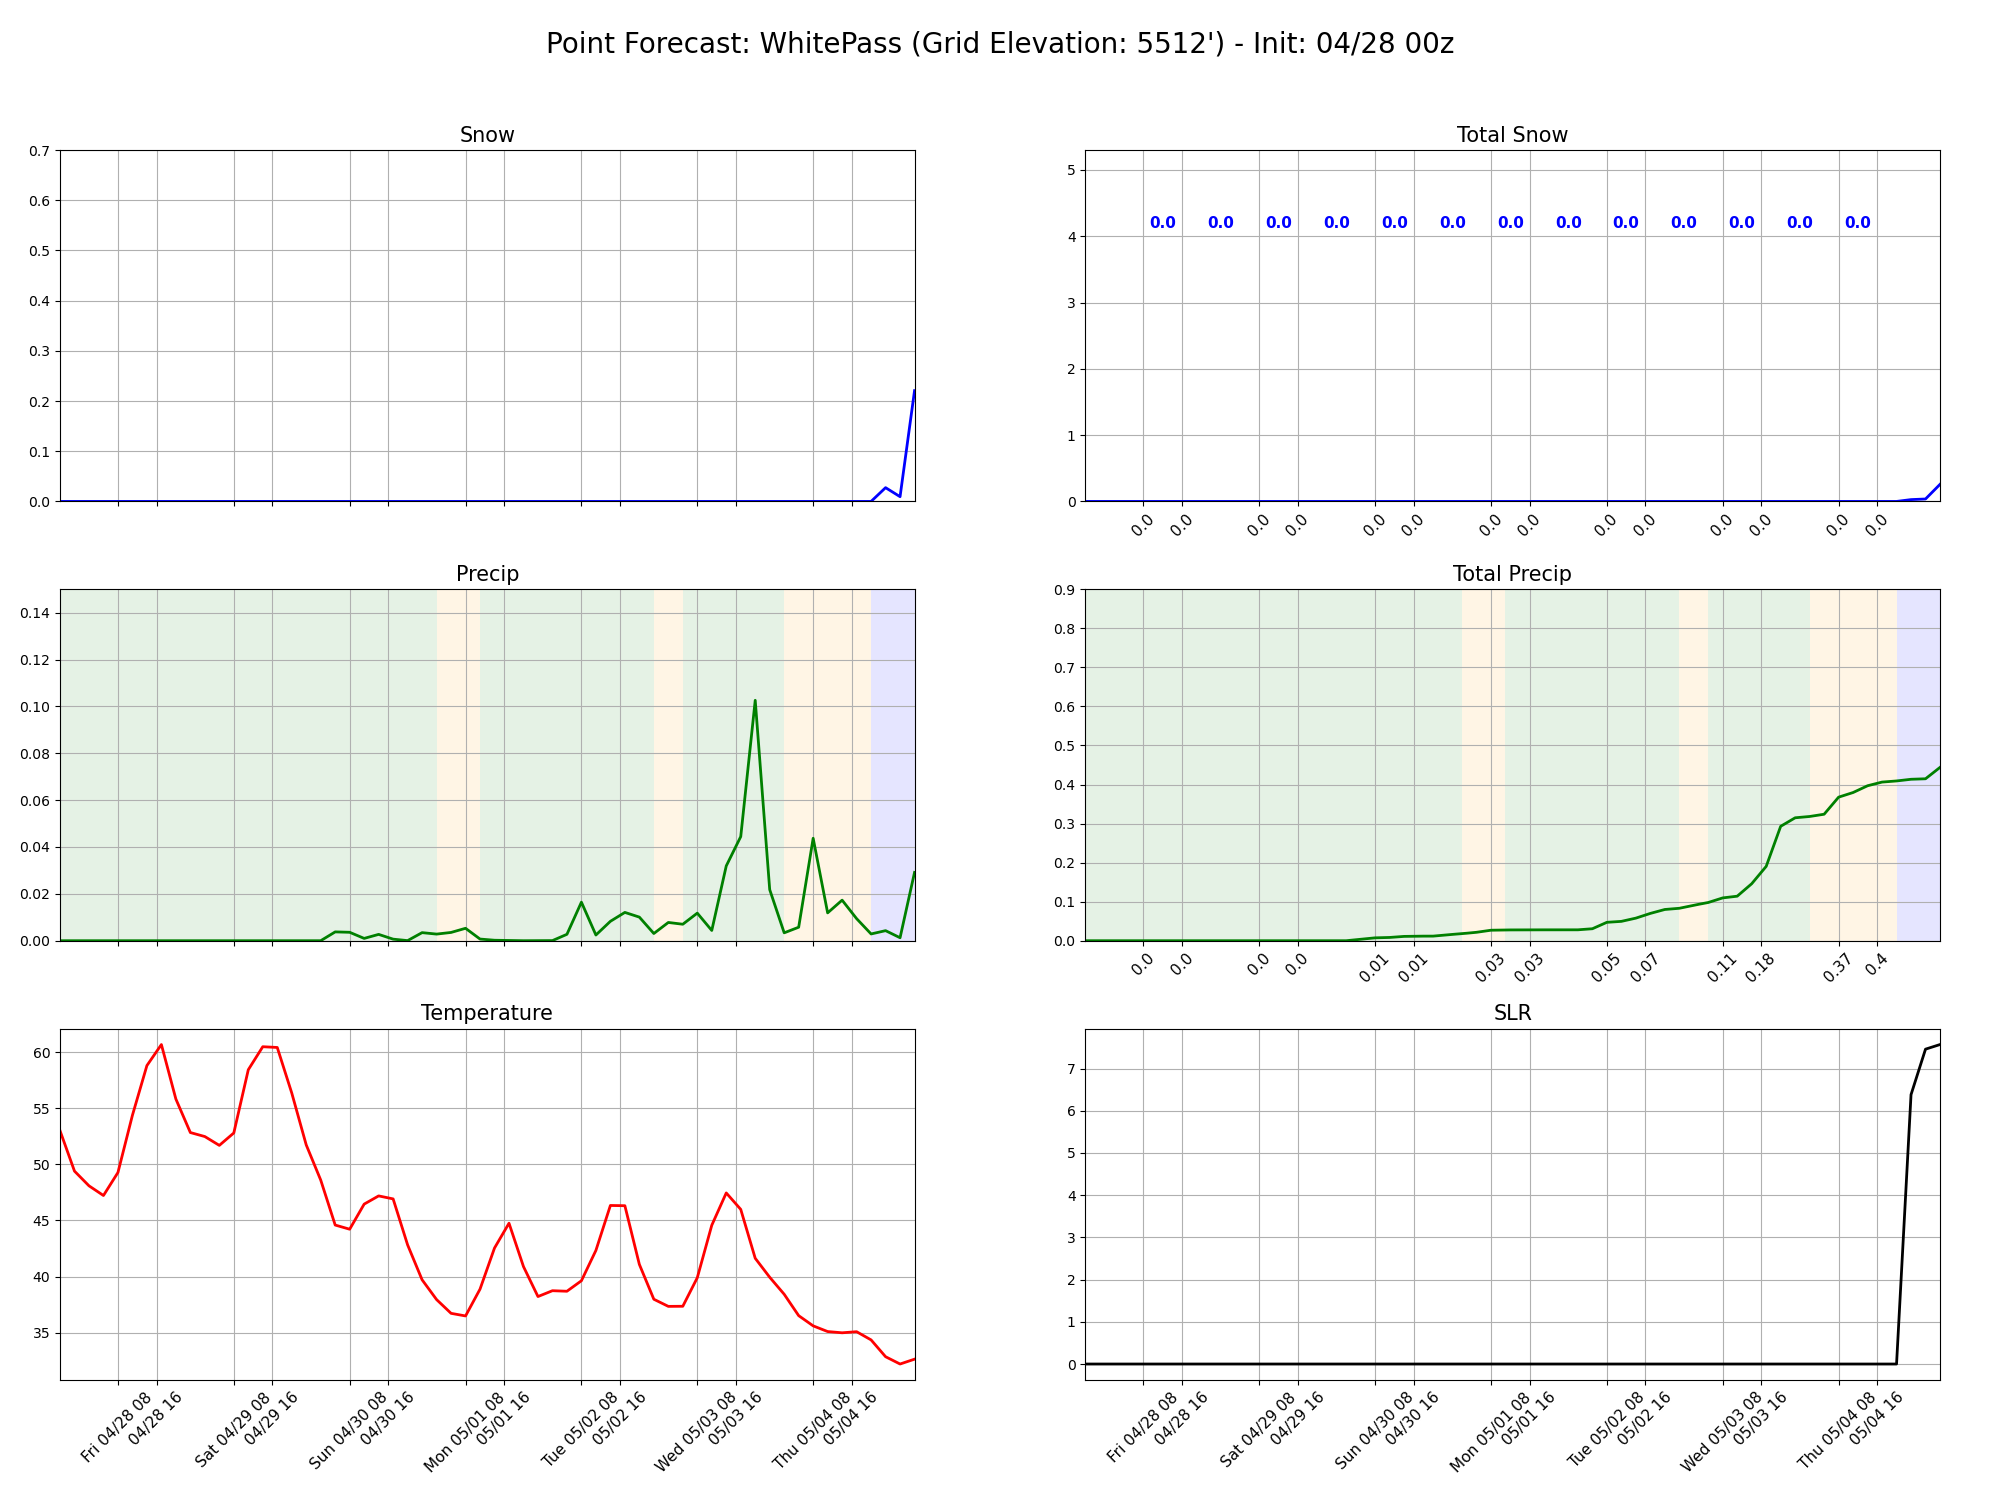 Point Forecast: WhitePass (Grid Elevation: 5512') - Init: 04/28 00z
Snow
0.7
0.6
0.5
0.4
0.3
0.2
0.1
0.0
Total Snow
5
4
3
2
1
0
0.0 0.0 0.0 0.0 0.0 0.0 0.0 0.0 0.0 0.0 0.0 0.0 0.0
0.0 0.0 0.0 0.0 0.0 0.0 0.0 0.0 0.0 0.0 0.0 0.0 0.0 0.0
Precip
0.14
0.12
0.10
0.08
0.06
0.04
0.02
0.00
Total Precip
0.9
0.8
0.7
0.6
0.5
0.4
0.3
0.2
0.1
0.0
0.0 0.0 0.0 0.0 0.01 0.01 0.03 0.03 0.05 0.07 0.11 0.18 0.37 0.4
Temperature
60
55
50
45
40
35
Fri 04/28 08
04/28 16
Sat 04/29 08
04/29 16
Sun 04/30 08
04/30 16
Mon 05/01 08
05/01 16
Tue 05/02 08
05/02 16
Wed 05/03 08
05/03 16
Thu 05/04 08
05/04 16
SLR
7
6
5
4
3
2
1
0
Fri 04/28 08
04/28 16
Sat 04/29 08
04/29 16
Sun 04/30 08
04/30 16
Mon 05/01 08
05/01 16
Tue 05/02 08
05/02 16
Wed 05/03 08
05/03 16
Thu 05/04 08
05/04 16